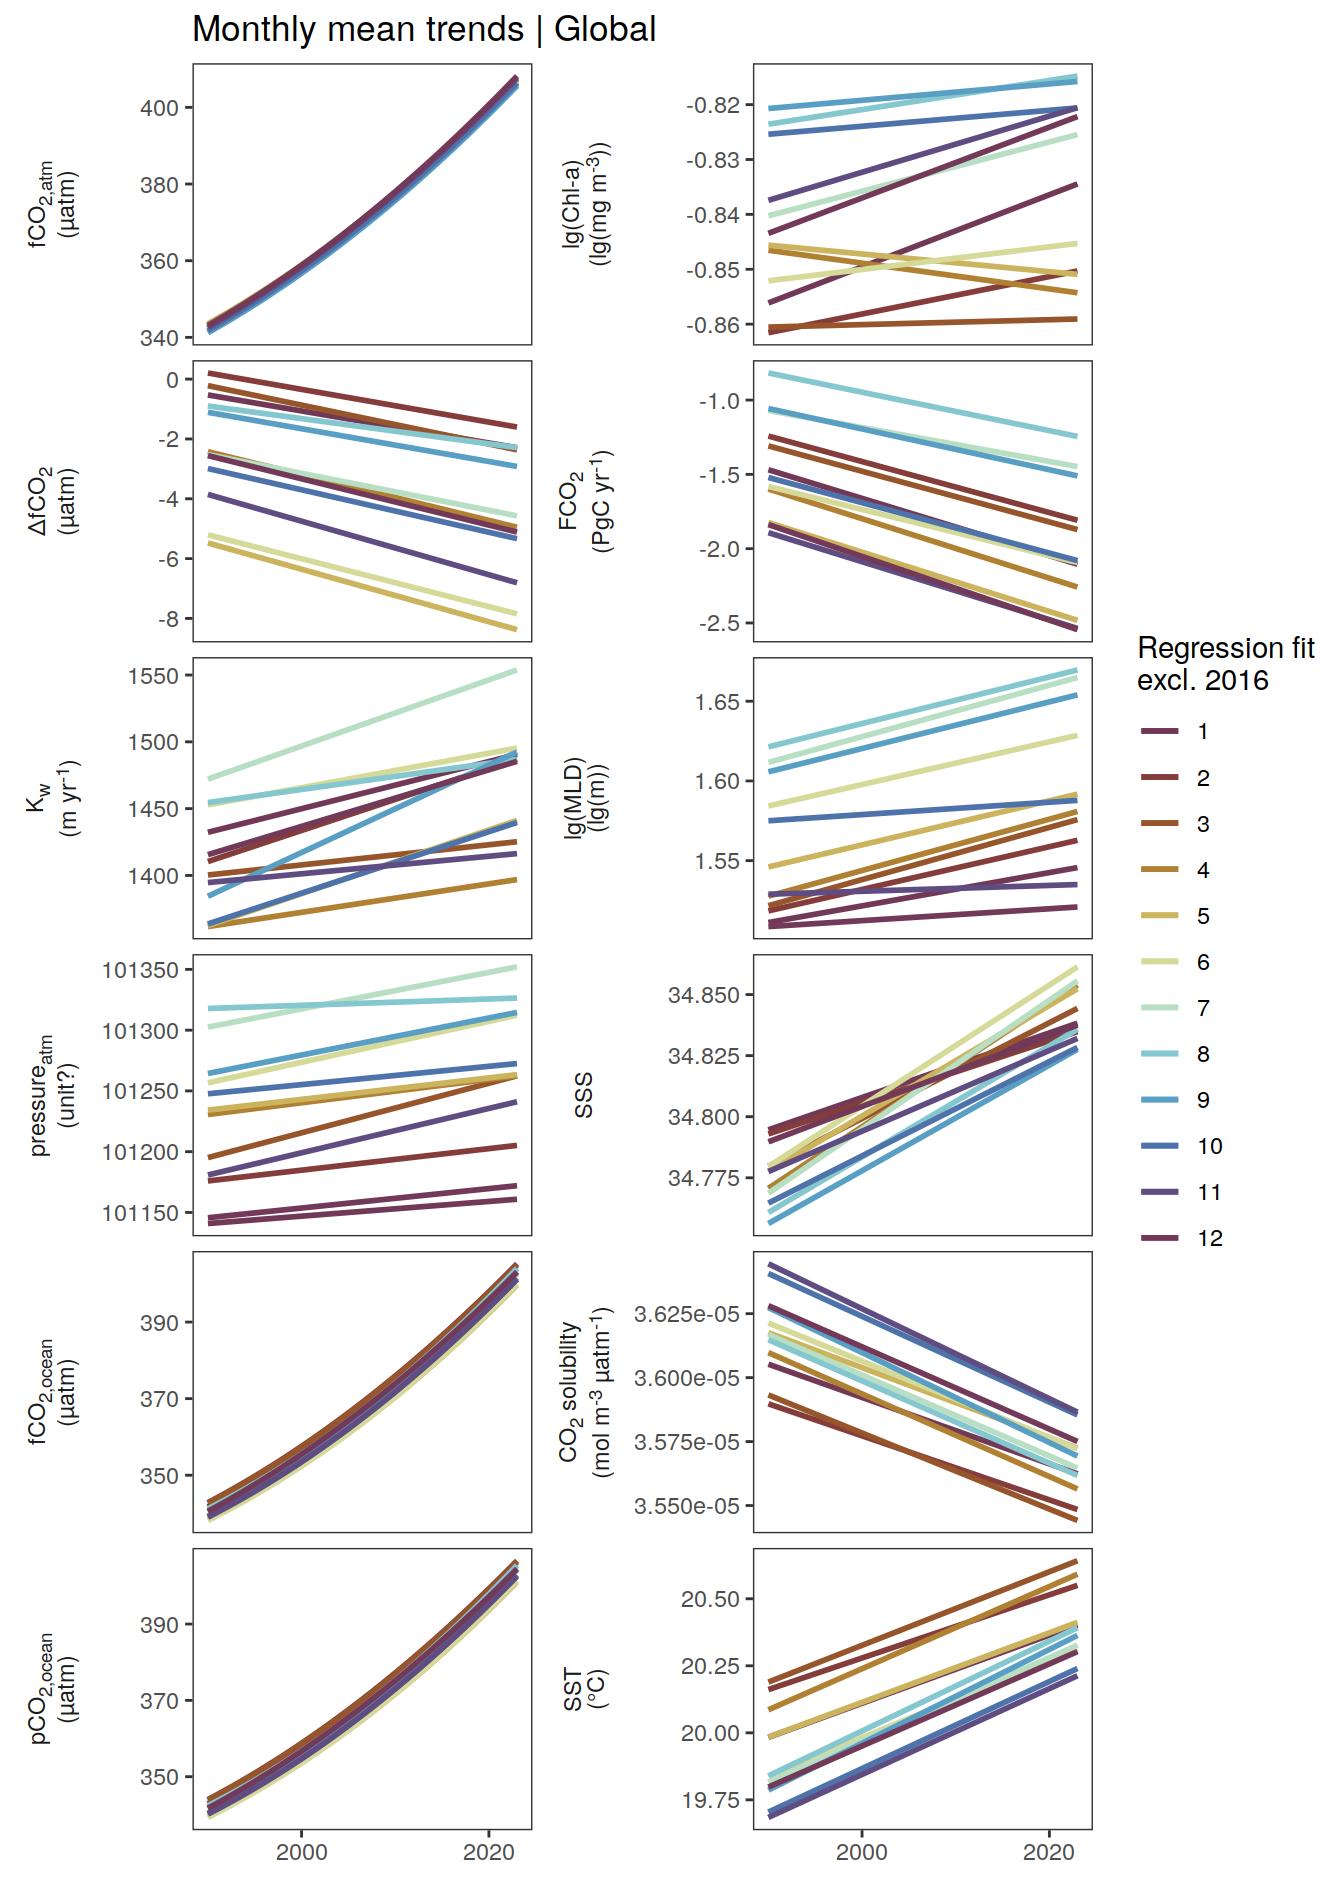 Monthly mean trends | Global
fCO2,atm
(µatm)
400
380
360
340
lg(Chl-a)
(lg(mg m-3))
-0.82
-0.83
-0.84
-0.85
-0.86
ΔfCO2
(µatm)
0
-2
-4
-6
-8
FCO2
(PgC yr-1)
-1.0
-1.5
-2.0
-2.5
Kw
(m yr-1)
1550
1500
1450
1400
lg(MLD)
(lg(m))
1.65
1.60
1.55
pressureatm
(unit?)
101350
101300
101250
101200
101150
SSS
34.850
34.825
34.800
34.775
fCO2,ocean
(µatm)
390
370
350
CO2 solubility
(mol m-3 µatm-1)
3.625e-05
3.600e-05
3.575e-05
3.550e-05
pCO2,ocean
(µatm)
390
370
350
2000
2020
SST
(°C)
20.50
20.25
20.00
19.75
2000
2020
Regression fit
excl. 2016
1
2
3
4
5
6
7
8
9
10
11
12